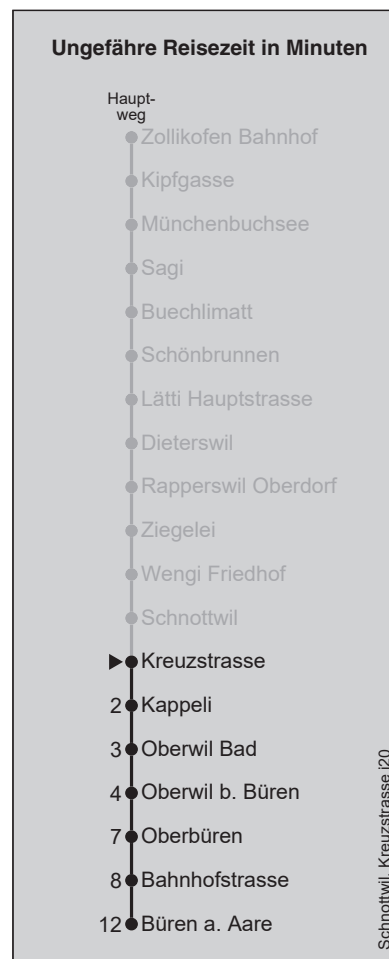 Ungefähre Reisezeit in Minuten
Haupt-
weg
Zollikofen Bahnhof
Kipfgasse
Münchenbuchsee
Sagi
Buechlimatt
Schönbrunnen
Lätti Hauptstrasse
Dieterswil
Rapperswil Oberdorf
Ziegelei
Wengi Friedhof
Schnottwil
Kreuzstrasse
2 Kappeli
3 Oberwil Bad
4 Oberwil b. Büren
7 Oberbüren
8 Bahnhofstrasse
12 Büren a. Aare
Schnottwil, Kreuzstrasse j20